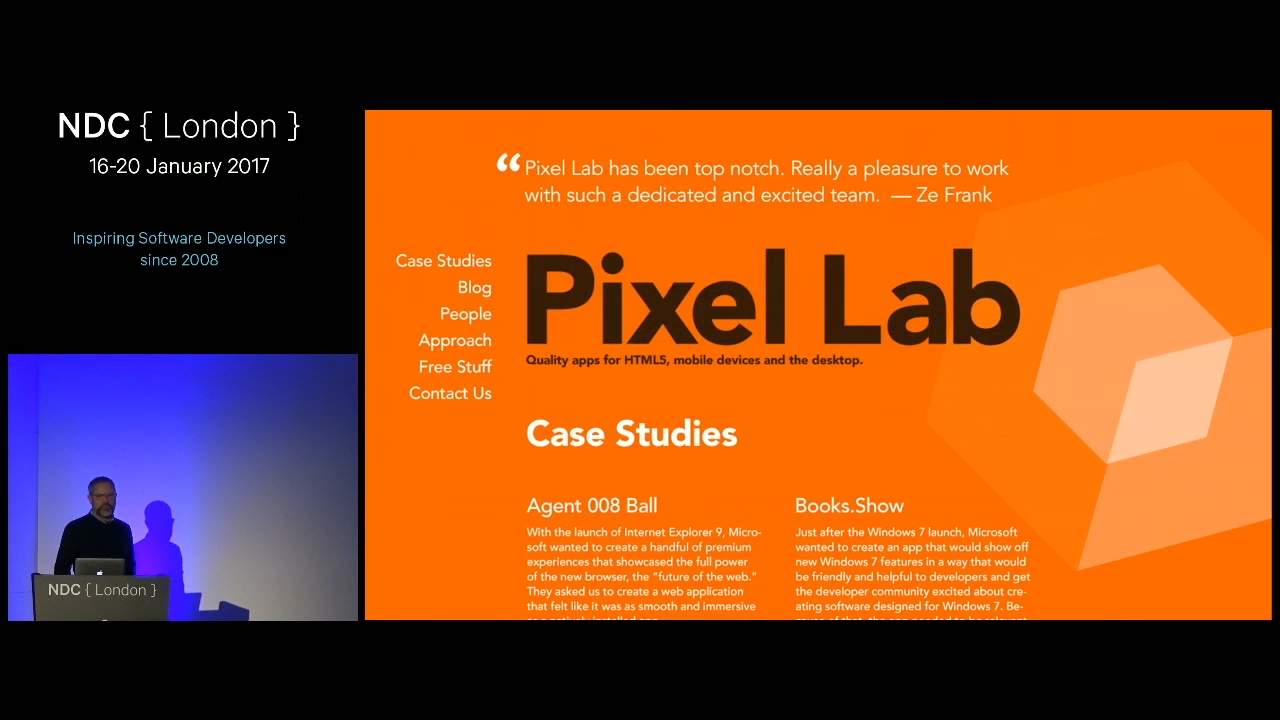 NDC { London }
16-20 January 2017
Inspiring Software Developers
since 2008
NDC { London }
“Pixel Lab has been top notch. Really a pleasure to work
with such a dedicated and excited team. — Ze Frank
Case Studies
Blog
People
Approach
Free Stuff
Contact Us
Pixel Lab
Quality apps for HTML5, mobile devices and the desktop.
Case Studies
Agent 008 Ball
With the launch of Internet Explorer 9, Micro-
soft wanted to create a handful of premium
experiences that showcased the full power
of the new browser, the “future of the web.”
They asked us to create a web application
that felt like it was as smooth and immersive
Books.Show
Just after the Windows 7 launch, Microsoft
wanted to create an app that would show off
new Windows 7 features in a way that would
be friendly and helpful to developers and get
the developer community excited about cre-
ating software designed for Windows 7. Be-